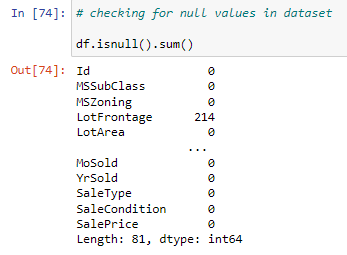 In [74]: # checking for null values in dataset
df.isnull().sum()
Out[74]: Id 0
MSSubClass 0
MSZoning 0
LotFrontage 214
LotArea 0
...
MoSold 0
YrSold 0
SaleType 0
SaleCondition 0
SalePrice 0
Length: 81, dtype: int64